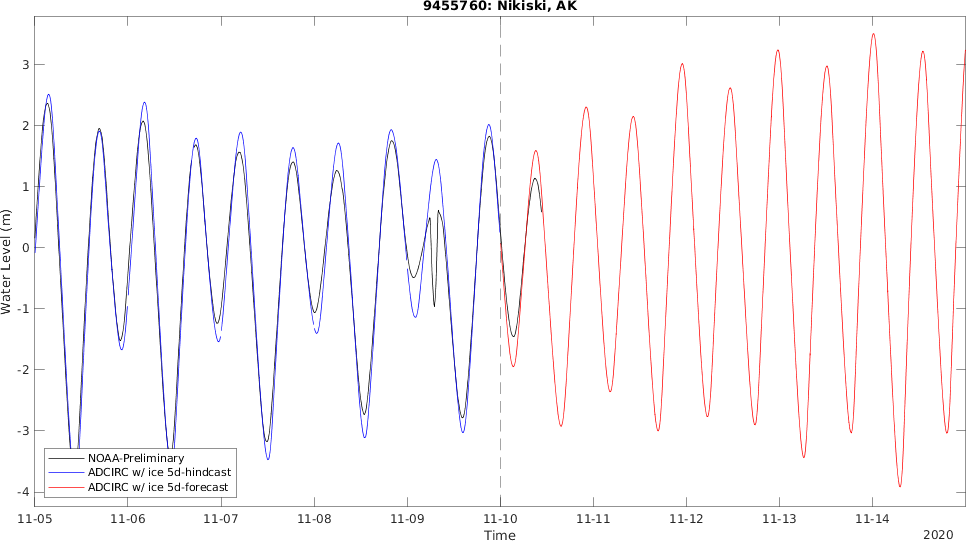 9455760: Nikiski, AK
Water Level (m)
3
2
1
0
-1
-2
-3
-4
NOAA-Preliminary
ADCIRC w/ ice 5d-hindcast
ADCIRC w/ ice 5d-forecast
11-05 11-06 11-07 11-08 11-09 11-10 11-11 11-12 11-13 11-14
Time
2020